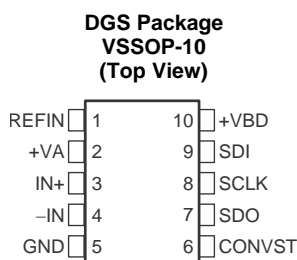 DGS Package
VSSOP-10
(Top View)
REFIN 1 10 +VBD
+VA 2 9 SDI
IN+ 3 8 SCLK
–IN 4 7 SDO
GND 5 6 CONVST